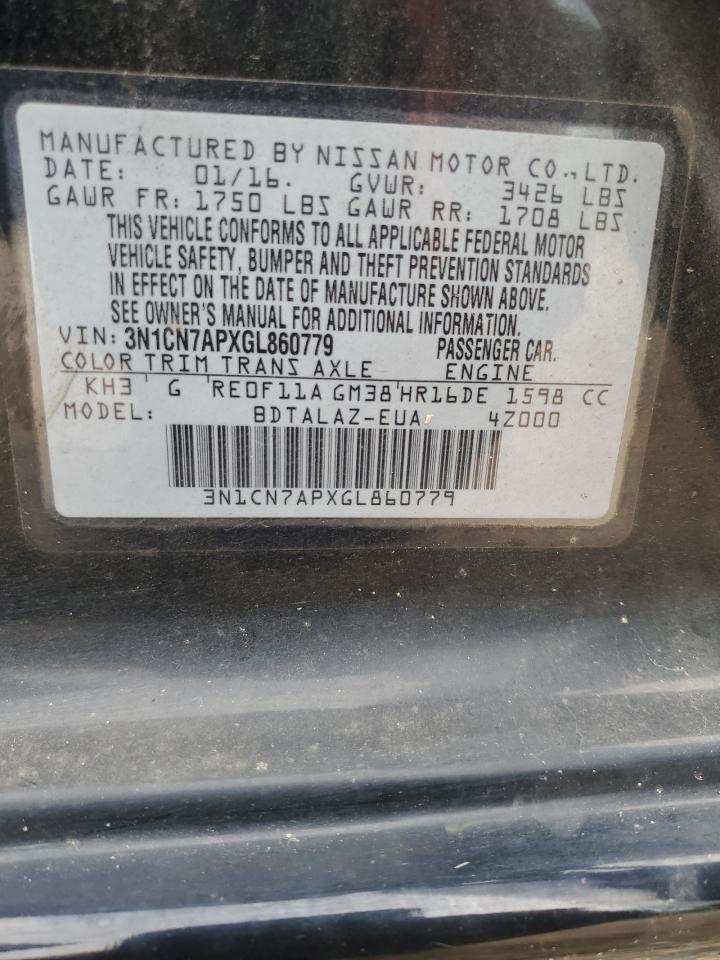 MANUFACTURED BY NISSAN MOTOR CO., LTD.
DATE: 01/16. GVWR: 3426 LBS
GAWR FR: 1750 LBS GAWR RR: 1708 LBS
THIS VEHICLE CONFORMS TO ALL APPLICABLE FEDERAL MOTOR
VEHICLE SAFETY, BUMPER AND THEFT PREVENTION STANDARDS
IN EFFECT ON THE DATE OF MANUFACTURE SHOWN ABOVE.
SEE OWNER'S MANUAL FOR ADDITIONAL INFORMATION.
VIN: 3N1CN7APXGL860779 PASSENGER CAR.
COLOR TRIM TRANS AXLE ENGINE
KH3 G RE0F11A GM38 HR16DE 1598 CC
MODEL: BDTALAZ-EUA 4Z000
3N1CN7APXGL860779